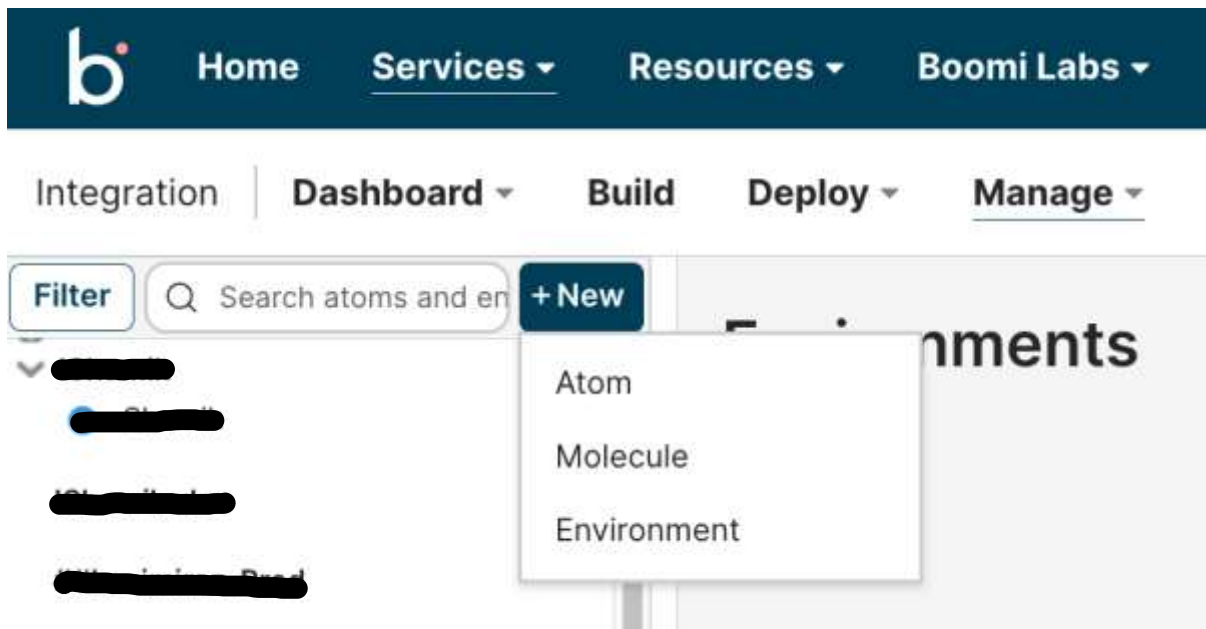 b
Home Services Resources Boomi Labs
Integration Dashboard Build Deploy Manage
Filter Search atoms and en +New
Atom
Molecule
Environment